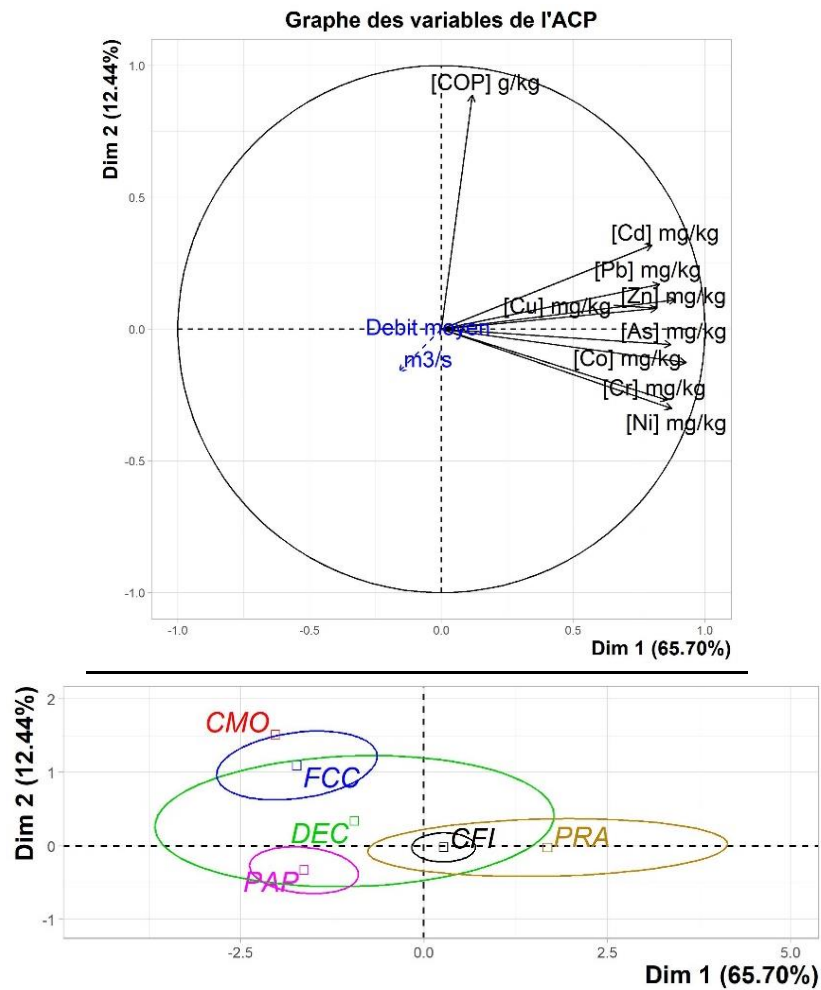 Graphe des variables de l'ACP
Dim 2 (12.44%)
1.0
0.5
0.0
-0.5
-1.0
[COP] g/kg
[Cd] mg/kg
[Pb] mg/kg
[Cu] mg/kg
[Zn] mg/kg
Debit moyen
m3/s
[As] mg/kg
[Co] mg/kg
[Cr] mg/kg
[Ni] mg/kg
-1.0 -0.5 0.0 0.5 1.0
Dim 1 (65.70%)
Dim 2 (12.44%)
2
1
0
-1
CMO
FCC
DEC
CFI
PRA
PAP
-2.5 0.0 2.5 5.0
Dim 1 (65.70%)